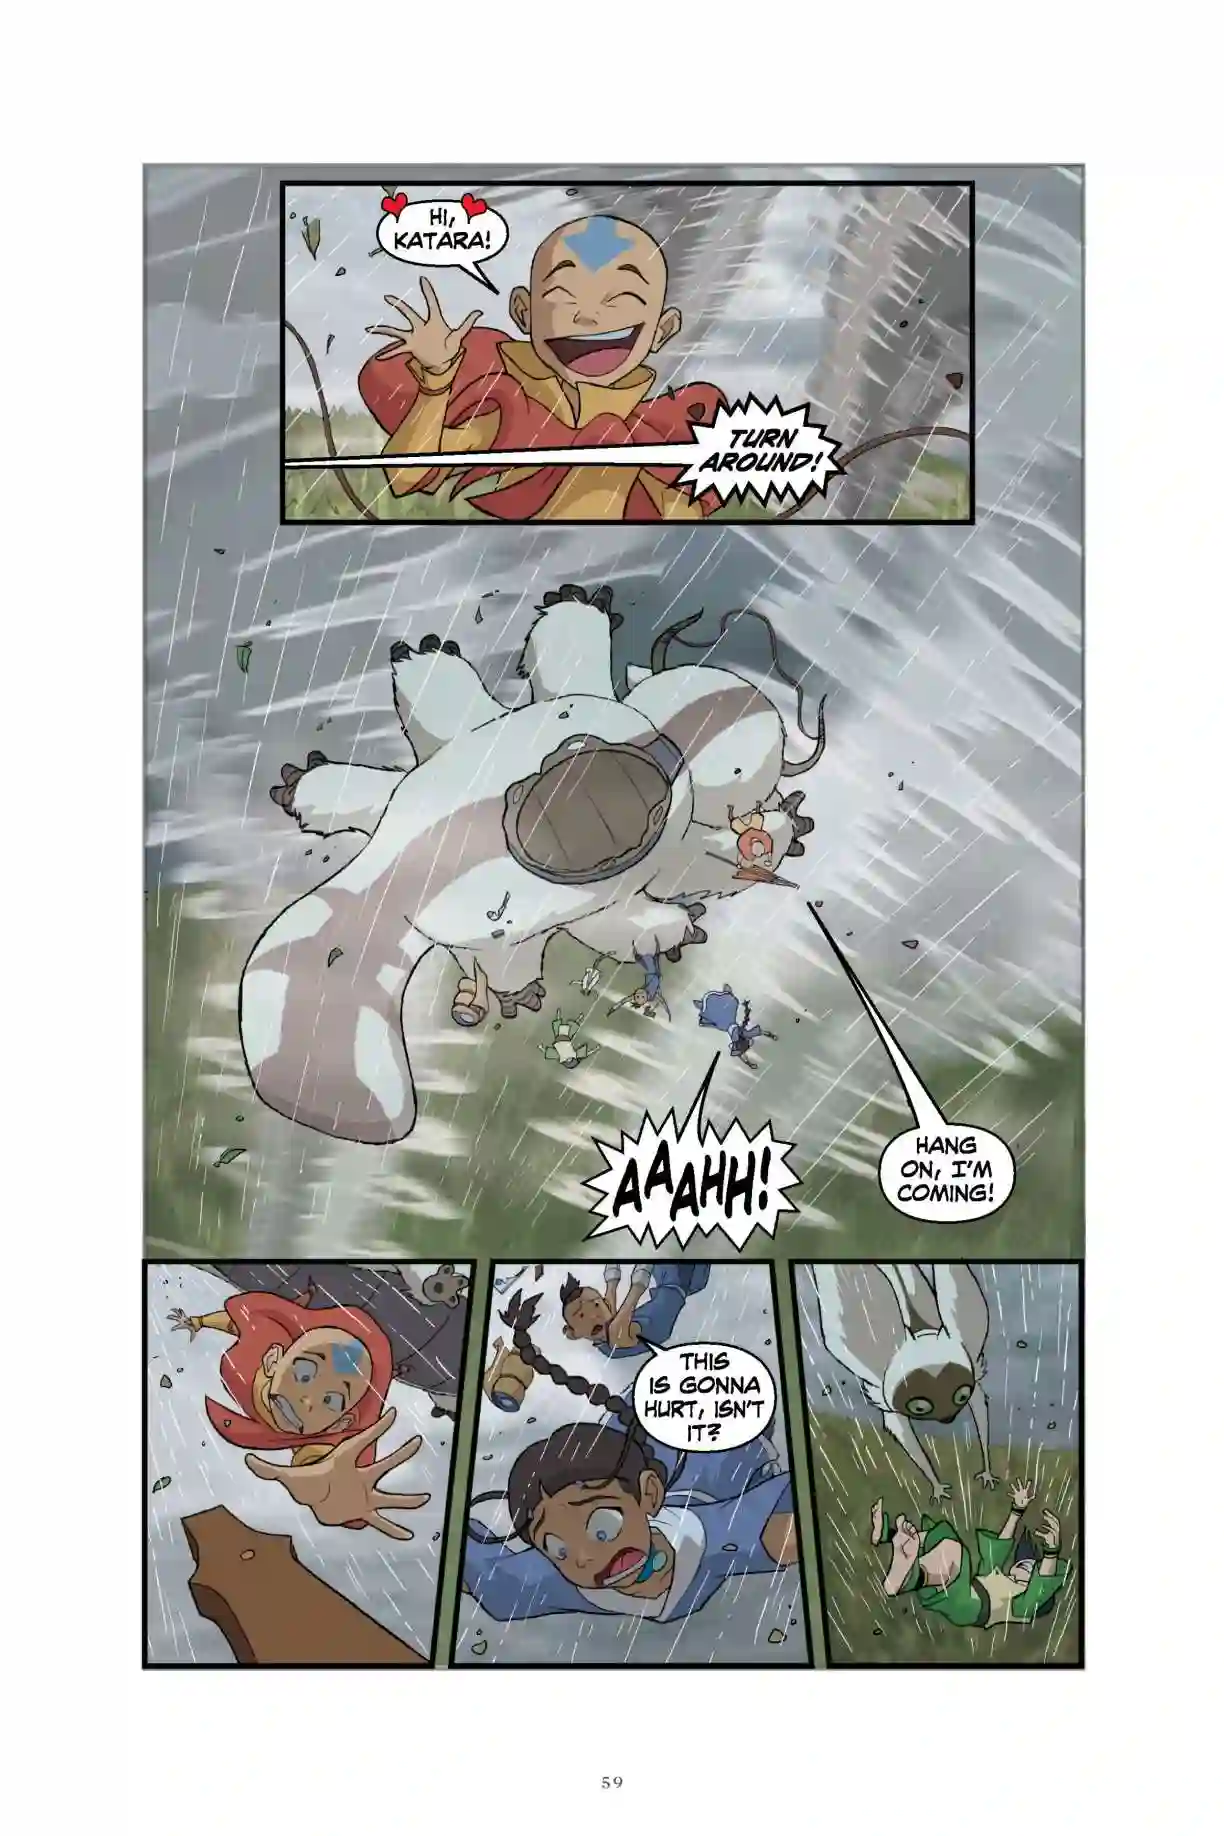 HI,
KATARA!
TURN
AROUND!
AAAHH!
HANG
ON, I'M
COMING!
THIS
IS GONNA
HURT, ISN'T
IT?
59